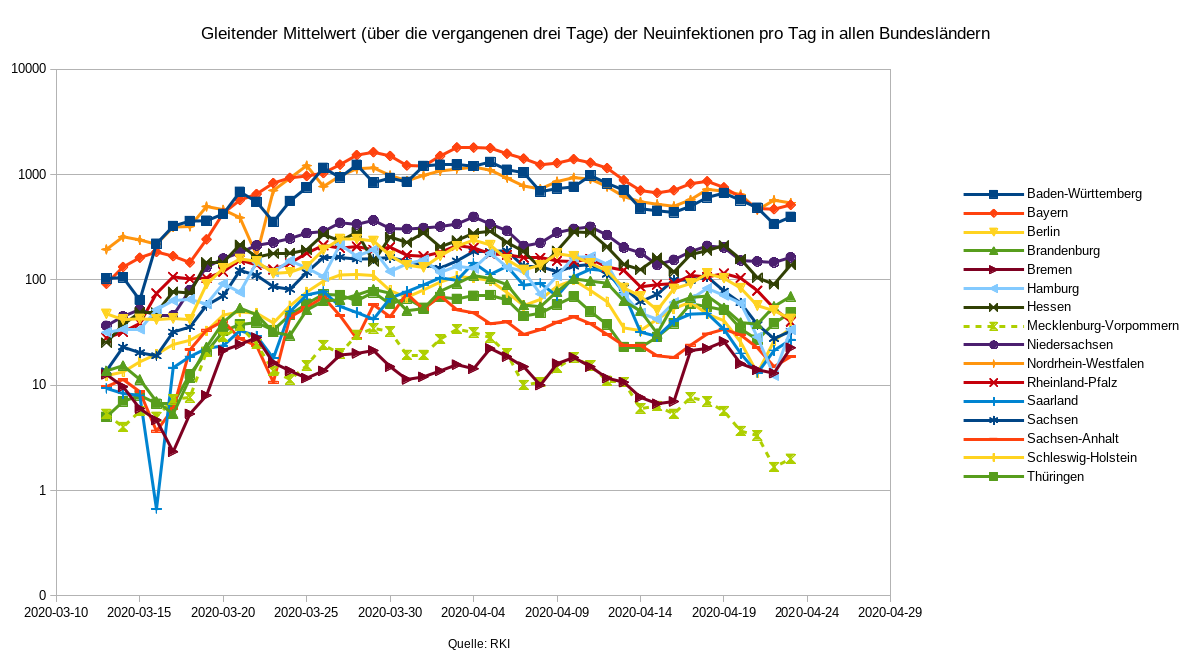 Gleitender Mittelwert (über die vergangenen drei Tage) der Neuinfektionen pro Tag in allen Bundesländern
10000
1000
100
10
1
0
2020-03-10 2020-03-15 2020-03-20 2020-03-25 2020-03-30 2020-04-04 2020-04-09 2020-04-14 2020-04-19 2020-04-24 2020-04-29
Quelle: RKI
Baden-Württemberg
Bayern
Berlin
Brandenburg
Bremen
Hamburg
Hessen
Mecklenburg-Vorpommern
Niedersachsen
Nordrhein-Westfalen
Rheinland-Pfalz
Saarland
Sachsen
Sachsen-Anhalt
Schleswig-Holstein
Thüringen